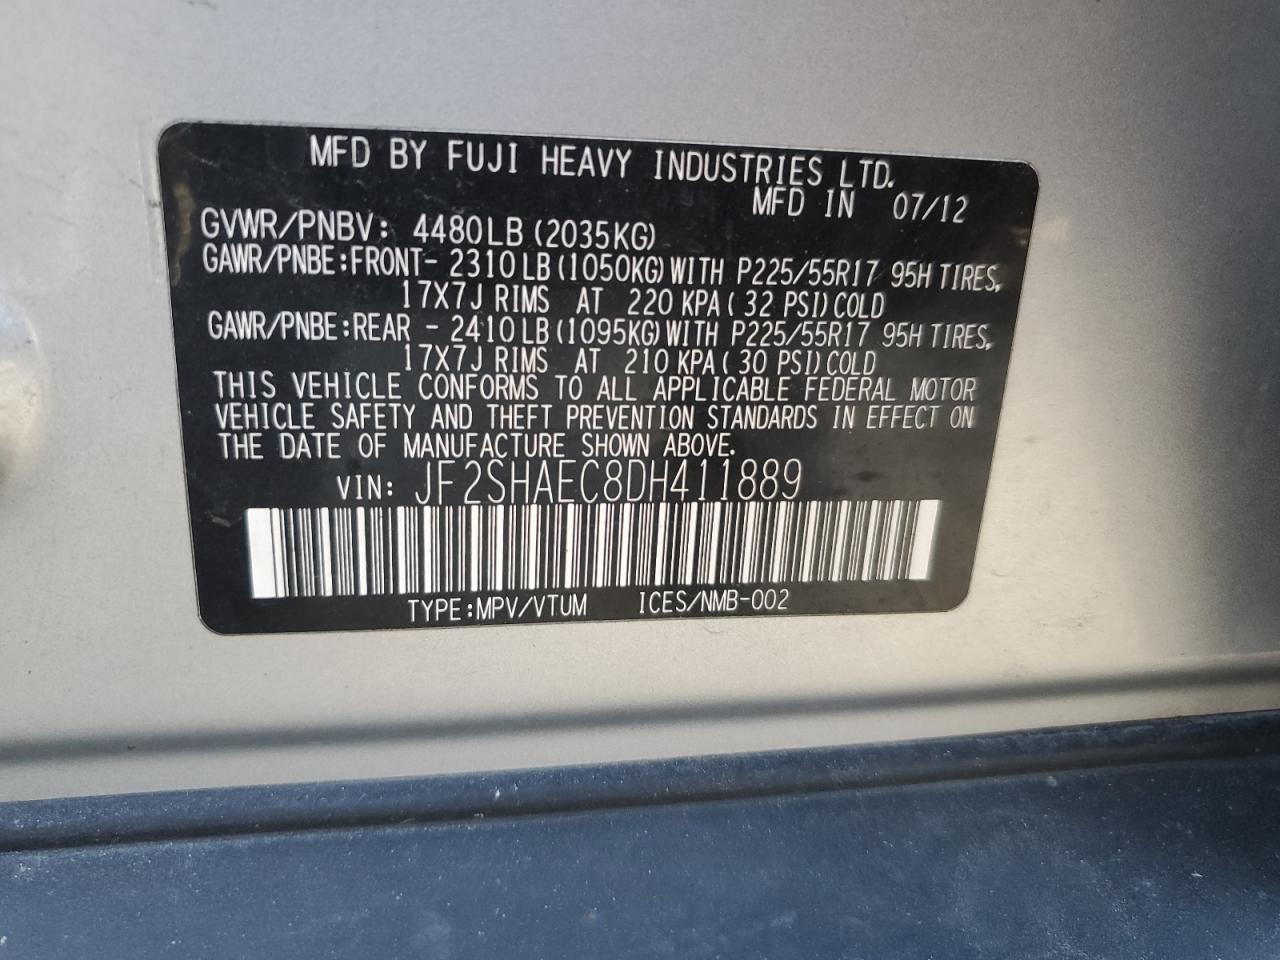 MFD BY FUJI HEAVY INDUSTRIES LTD.
MFD IN 07/12
GVWR/PNBV: 4480LB (2035KG)
GAWR/PNBE:FRONT- 2310LB(1050KG)WITH P225/55R17 95H TIRES,
17X7J RIMS AT 220 KPA( 32 PSI)COLD
GAWR/PNBE:REAR - 2410LB(1095KG)WITH P225/55R17 95H TIRES,
17X7J RIMS AT 210 KPA( 30 PSI)COLD
THIS VEHICLE CONFORMS TO ALL APPLICABLE FEDERAL MOTOR
VEHICLE SAFETY AND THEFT PREVENTION STANDARDS IN EFFECT ON
THE DATE OF MANUFACTURE SHOWN ABOVE.
VIN: JF2SHAEC8DH411889
TYPE:MPV/VTUM ICES/NMB-002